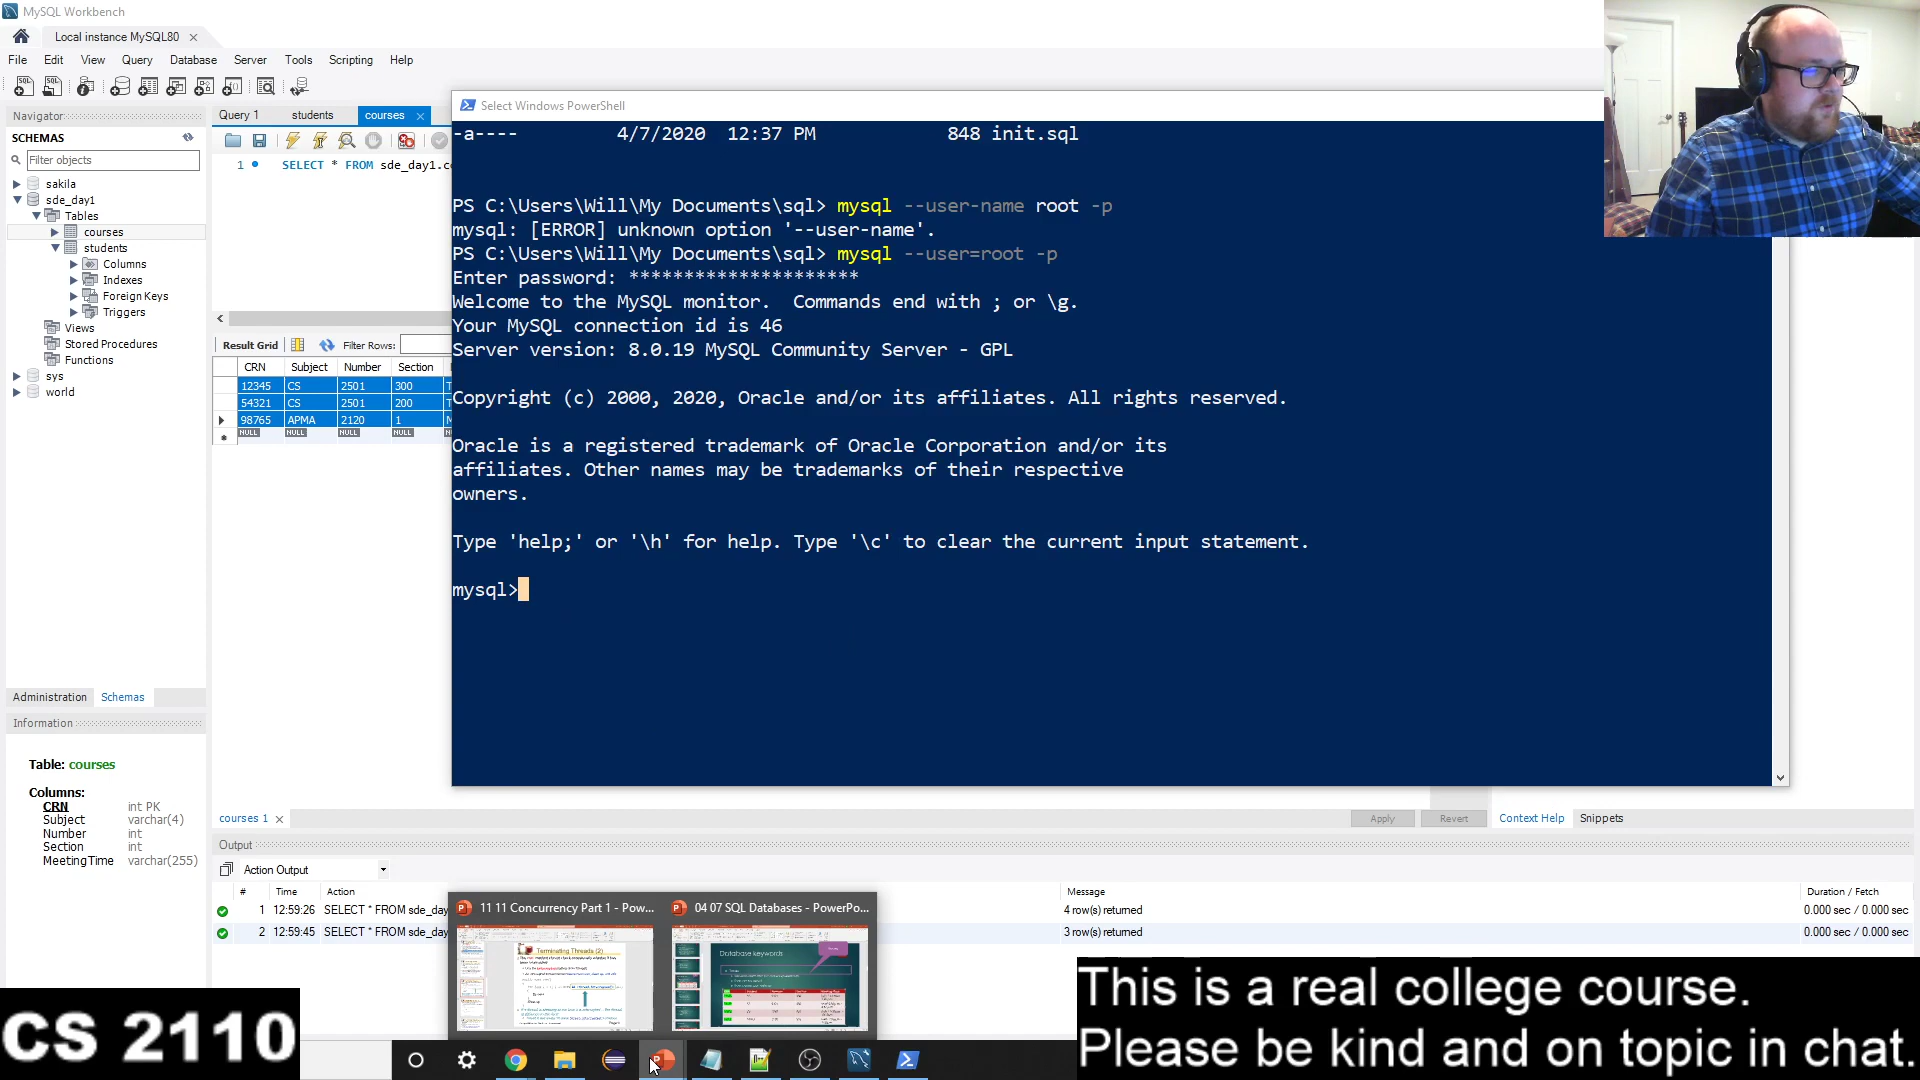 MySQL Workbench
Local instance MySQL80
File Edit View Query Database Server Tools Scripting Help
Navigator
SCHEMAS
Filter objects
sakila
sde_day1
Tables
courses
students
Columns
Indexes
Foreign Keys
Triggers
Views
Stored Procedures
Functions
sys
world
Administration Schemas
Information
Table: courses
Columns:
CRN int PK
Subject varchar(4)
Number int
Section int
MeetingTime varchar(255)
Query 1 students courses
1 SELECT * FROM sde_day1.c
Result Grid Filter Rows:
CRN Subject Number Section
12345 CS 2501 300 T
54321 CS 2501 200 T
98765 APMA 2120 1 M
NULL NULL NULL NULL
Select Windows PowerShell
-a---- 4/7/2020 12:37 PM 848 init.sql
PS C:\Users\Will\My Documents\sql> mysql --user-name root -p
mysql: [ERROR] unknown option '--user-name'.
PS C:\Users\Will\My Documents\sql> mysql --user=root -p
Enter password: *********************
Welcome to the MySQL monitor.  Commands end with ; or \g.
Your MySQL connection id is 46
Server version: 8.0.19 MySQL Community Server - GPL
Copyright (c) 2000, 2020, Oracle and/or its affiliates. All rights reserved.
Oracle is a registered trademark of Oracle Corporation and/or its
affiliates. Other names may be trademarks of their respective
owners.
Type 'help;' or '\h' for help. Type '\c' to clear the current input statement.
mysql>
courses 1
Apply Revert Context Help Snippets
Output
Action Output
# Time Action Message Duration / Fetch
1 12:59:26 SELECT * FROM sde_day 4 row(s) returned 0.000 sec / 0.000 sec
2 12:59:45 SELECT * FROM sde_day 3 row(s) returned 0.000 sec / 0.000 sec
11 11 Concurrency Part 1 - Pow...
04 07 SQL Databases - PowerPo...
Terminating Threads (2)
Database keywords
CS 2110
This is a real college course.
Please be kind and on topic in chat.